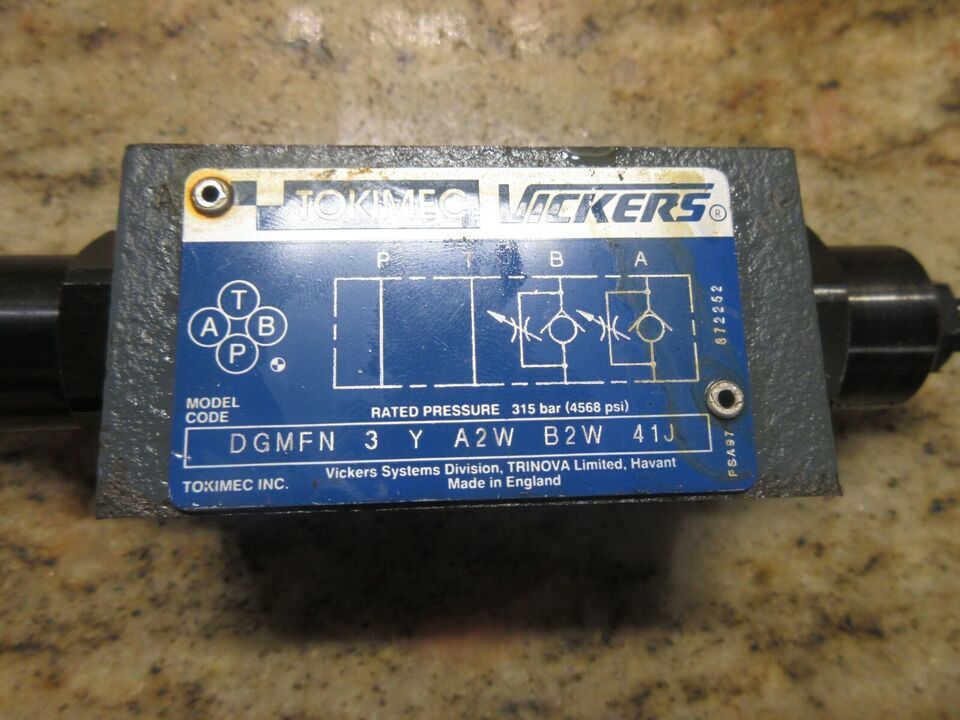 TOKIMEC VICKERS ®
P T B A
T
A B
P
872252
RATED PRESSURE 315 bar (4568 psi)
MODEL
CODE
DGMFN 3 Y A2W B2W 41J
FSA97
Vickers Systems Division, TRINOVA Limited, Havant
TOKIMEC INC.
Made in England